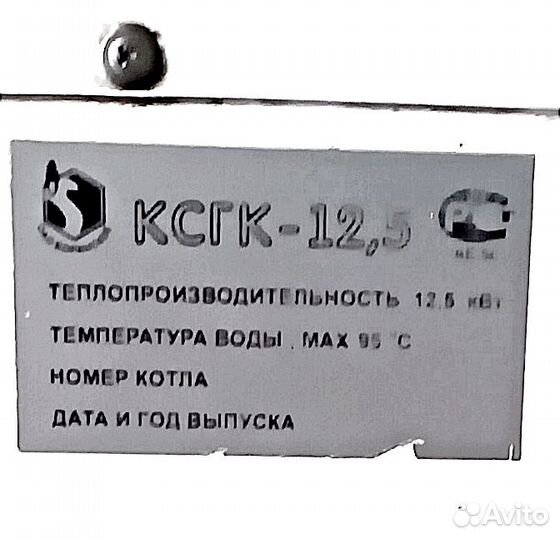 КСГК-12,5
ТЕПЛОПРОИЗВОДИТЕЛЬНОСТЬ 12.5 кВт
ТЕМПЕРАТУРА ВОДЫ , MAX 95 °C
НОМЕР КОТЛА
ДАТА И ГОД ВЫПУСКА
Avito